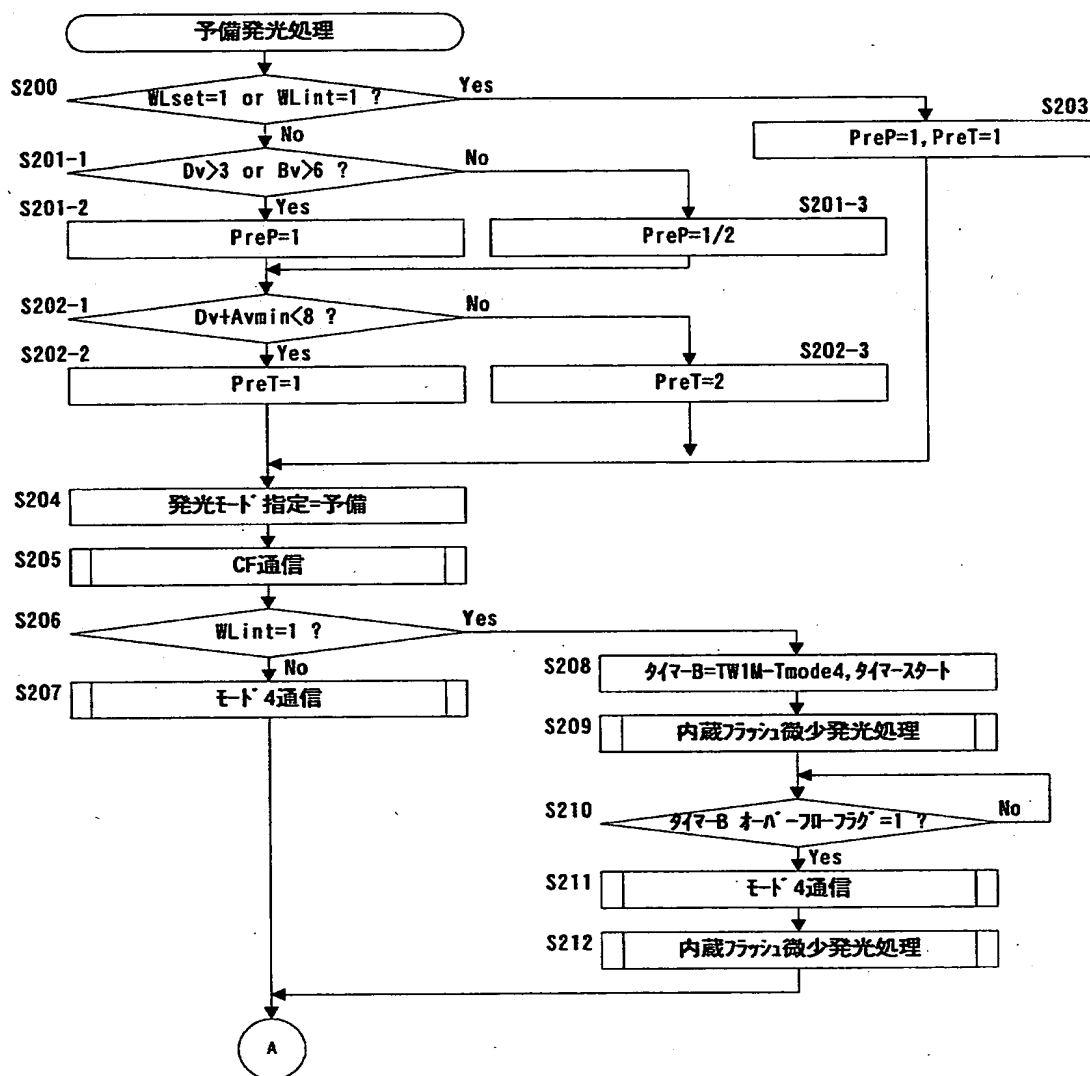 予備発光処理
S200
WLset=1 or WLint=1 ?
Yes
No
S203
PreP=1,PreT=1
S201-1
Dv>3 or Bv>6 ?
No
Yes
S201-2
PreP=1
S201-3
PreP=1/2
S202-1
Dv+Avmin<8 ?
No
Yes
S202-2
PreT=1
S202-3
PreT=2
S204
発光ﾓｰﾄﾞ指定=予備
S205
CF通信
S206
WLint=1 ?
Yes
No
S207
ﾓｰﾄﾞ4通信
S208
ﾀｲﾏｰB=TW1M-Tmode4,ﾀｲﾏｰｽﾀｰﾄ
S209
内蔵ﾌﾗｯｼｭ微少発光処理
S210
ﾀｲﾏｰB ｵｰﾊﾞｰﾌﾛｰﾌﾗｸﾞ=1 ?
No
Yes
S211
ﾓｰﾄﾞ4通信
S212
内蔵ﾌﾗｯｼｭ微少発光処理
A